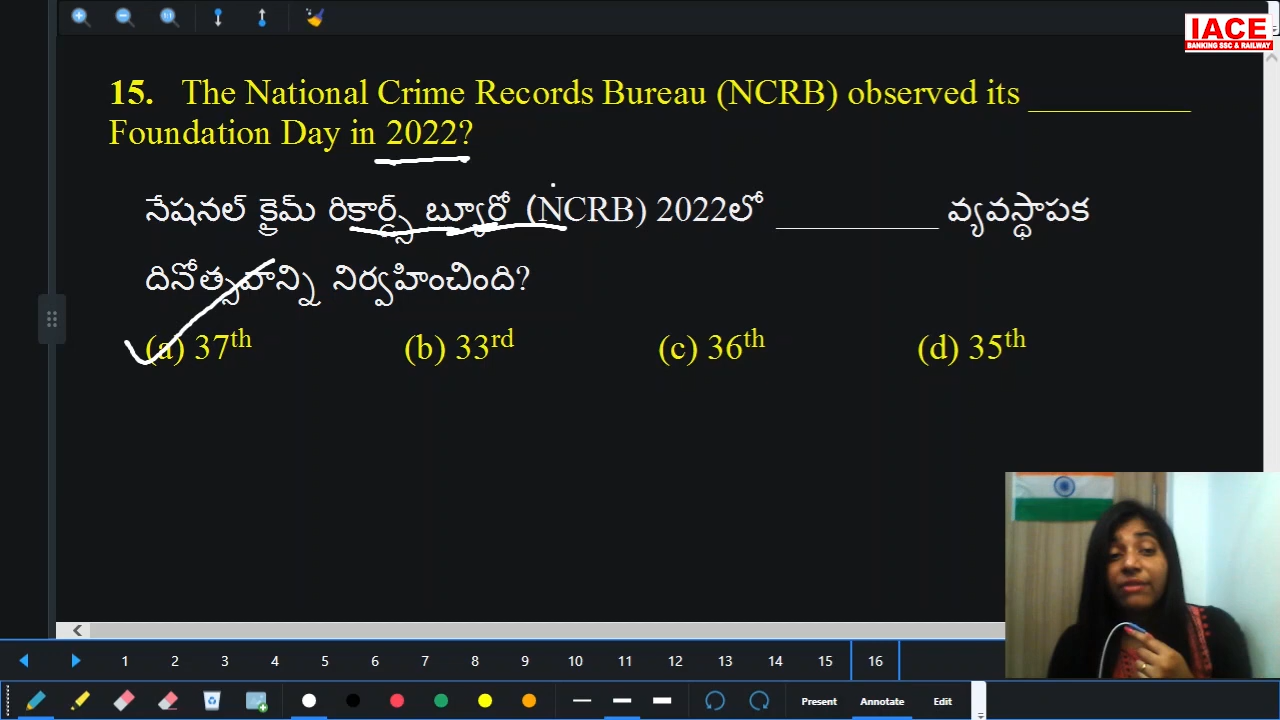 IACE
BANKING SSC & RAILWAY
15. The National Crime Records Bureau (NCRB) observed its __________
Foundation Day in 2022?
నేషనల్ క్రైమ్ రికార్డ్స్ బ్యూరో (NCRB) 2022లో __________ వ్యవస్థాపక
దినోత్సవాన్ని నిర్వహించింది?
(a) 37th (b) 33rd (c) 36th (d) 35th
1 2 3 4 5 6 7 8 9 10 11 12 13 14 15 16
Present Annotate Edit